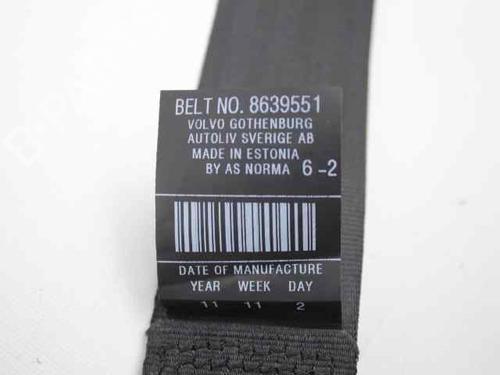 BELT NO. 8639551
VOLVO GOTHENBURG
AUTOLIV SVERIGE AB
MADE IN ESTONIA
BY AS NORMA 6-2
DATE OF MANUFACTURE
YEAR WEEK DAY
11 11 2